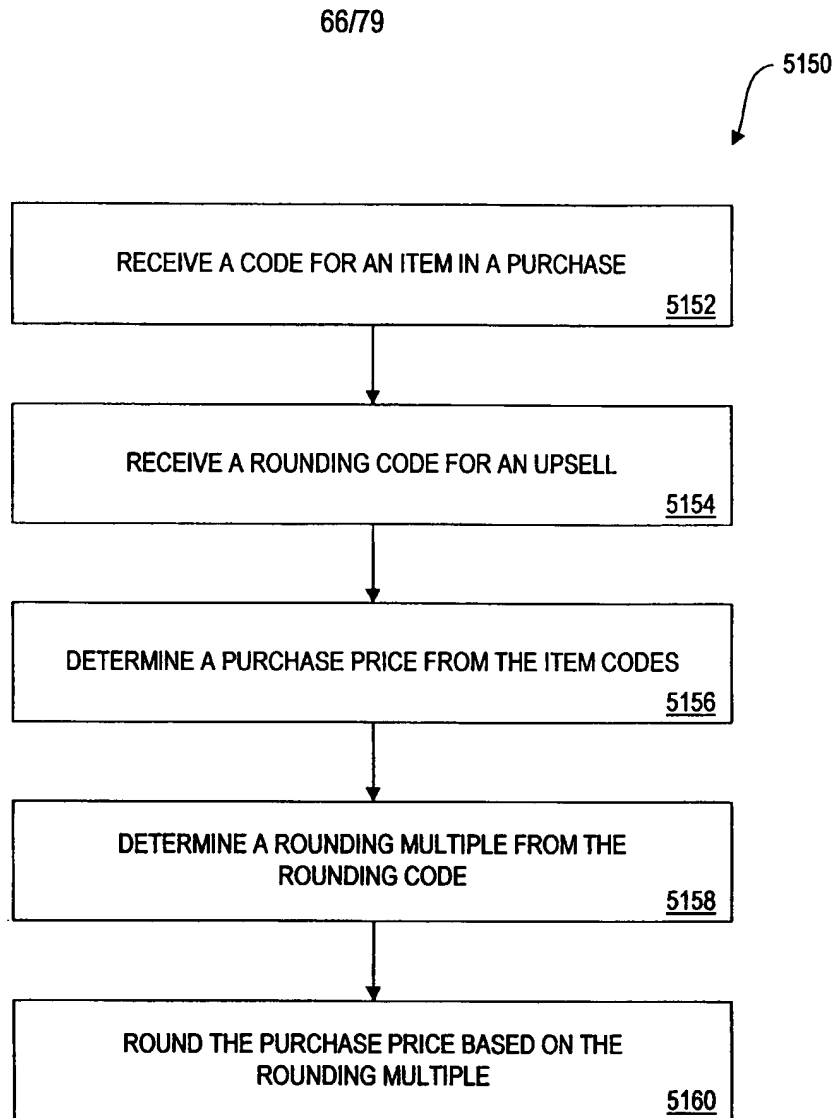 66/79
5150
RECEIVE A CODE FOR AN ITEM IN A PURCHASE
5152
RECEIVE A ROUNDING CODE FOR AN UPSELL
5154
DETERMINE A PURCHASE PRICE FROM THE ITEM CODES
5156
DETERMINE A ROUNDING MULTIPLE FROM THE
ROUNDING CODE
5158
ROUND THE PURCHASE PRICE BASED ON THE
ROUNDING MULTIPLE
5160